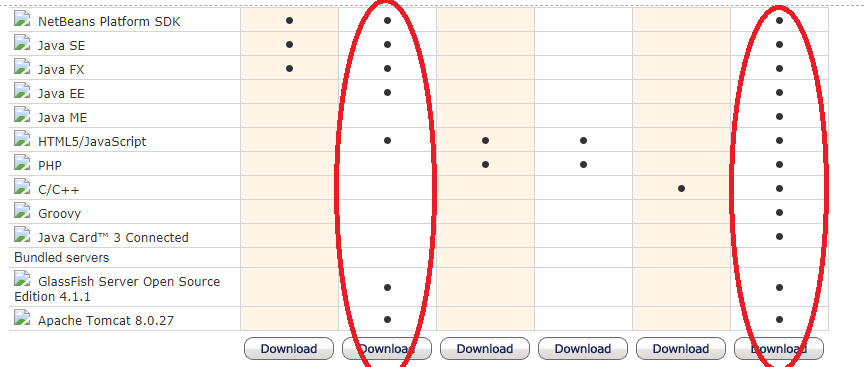 NetBeans Platform SDK
Java SE
Java FX
Java EE
Java ME
HTML5/JavaScript
PHP
C/C++
Groovy
Java Card™ 3 Connected
Bundled servers
GlassFish Server Open Source
Edition 4.1.1
Apache Tomcat 8.0.27
Download Download Download Download Download Download